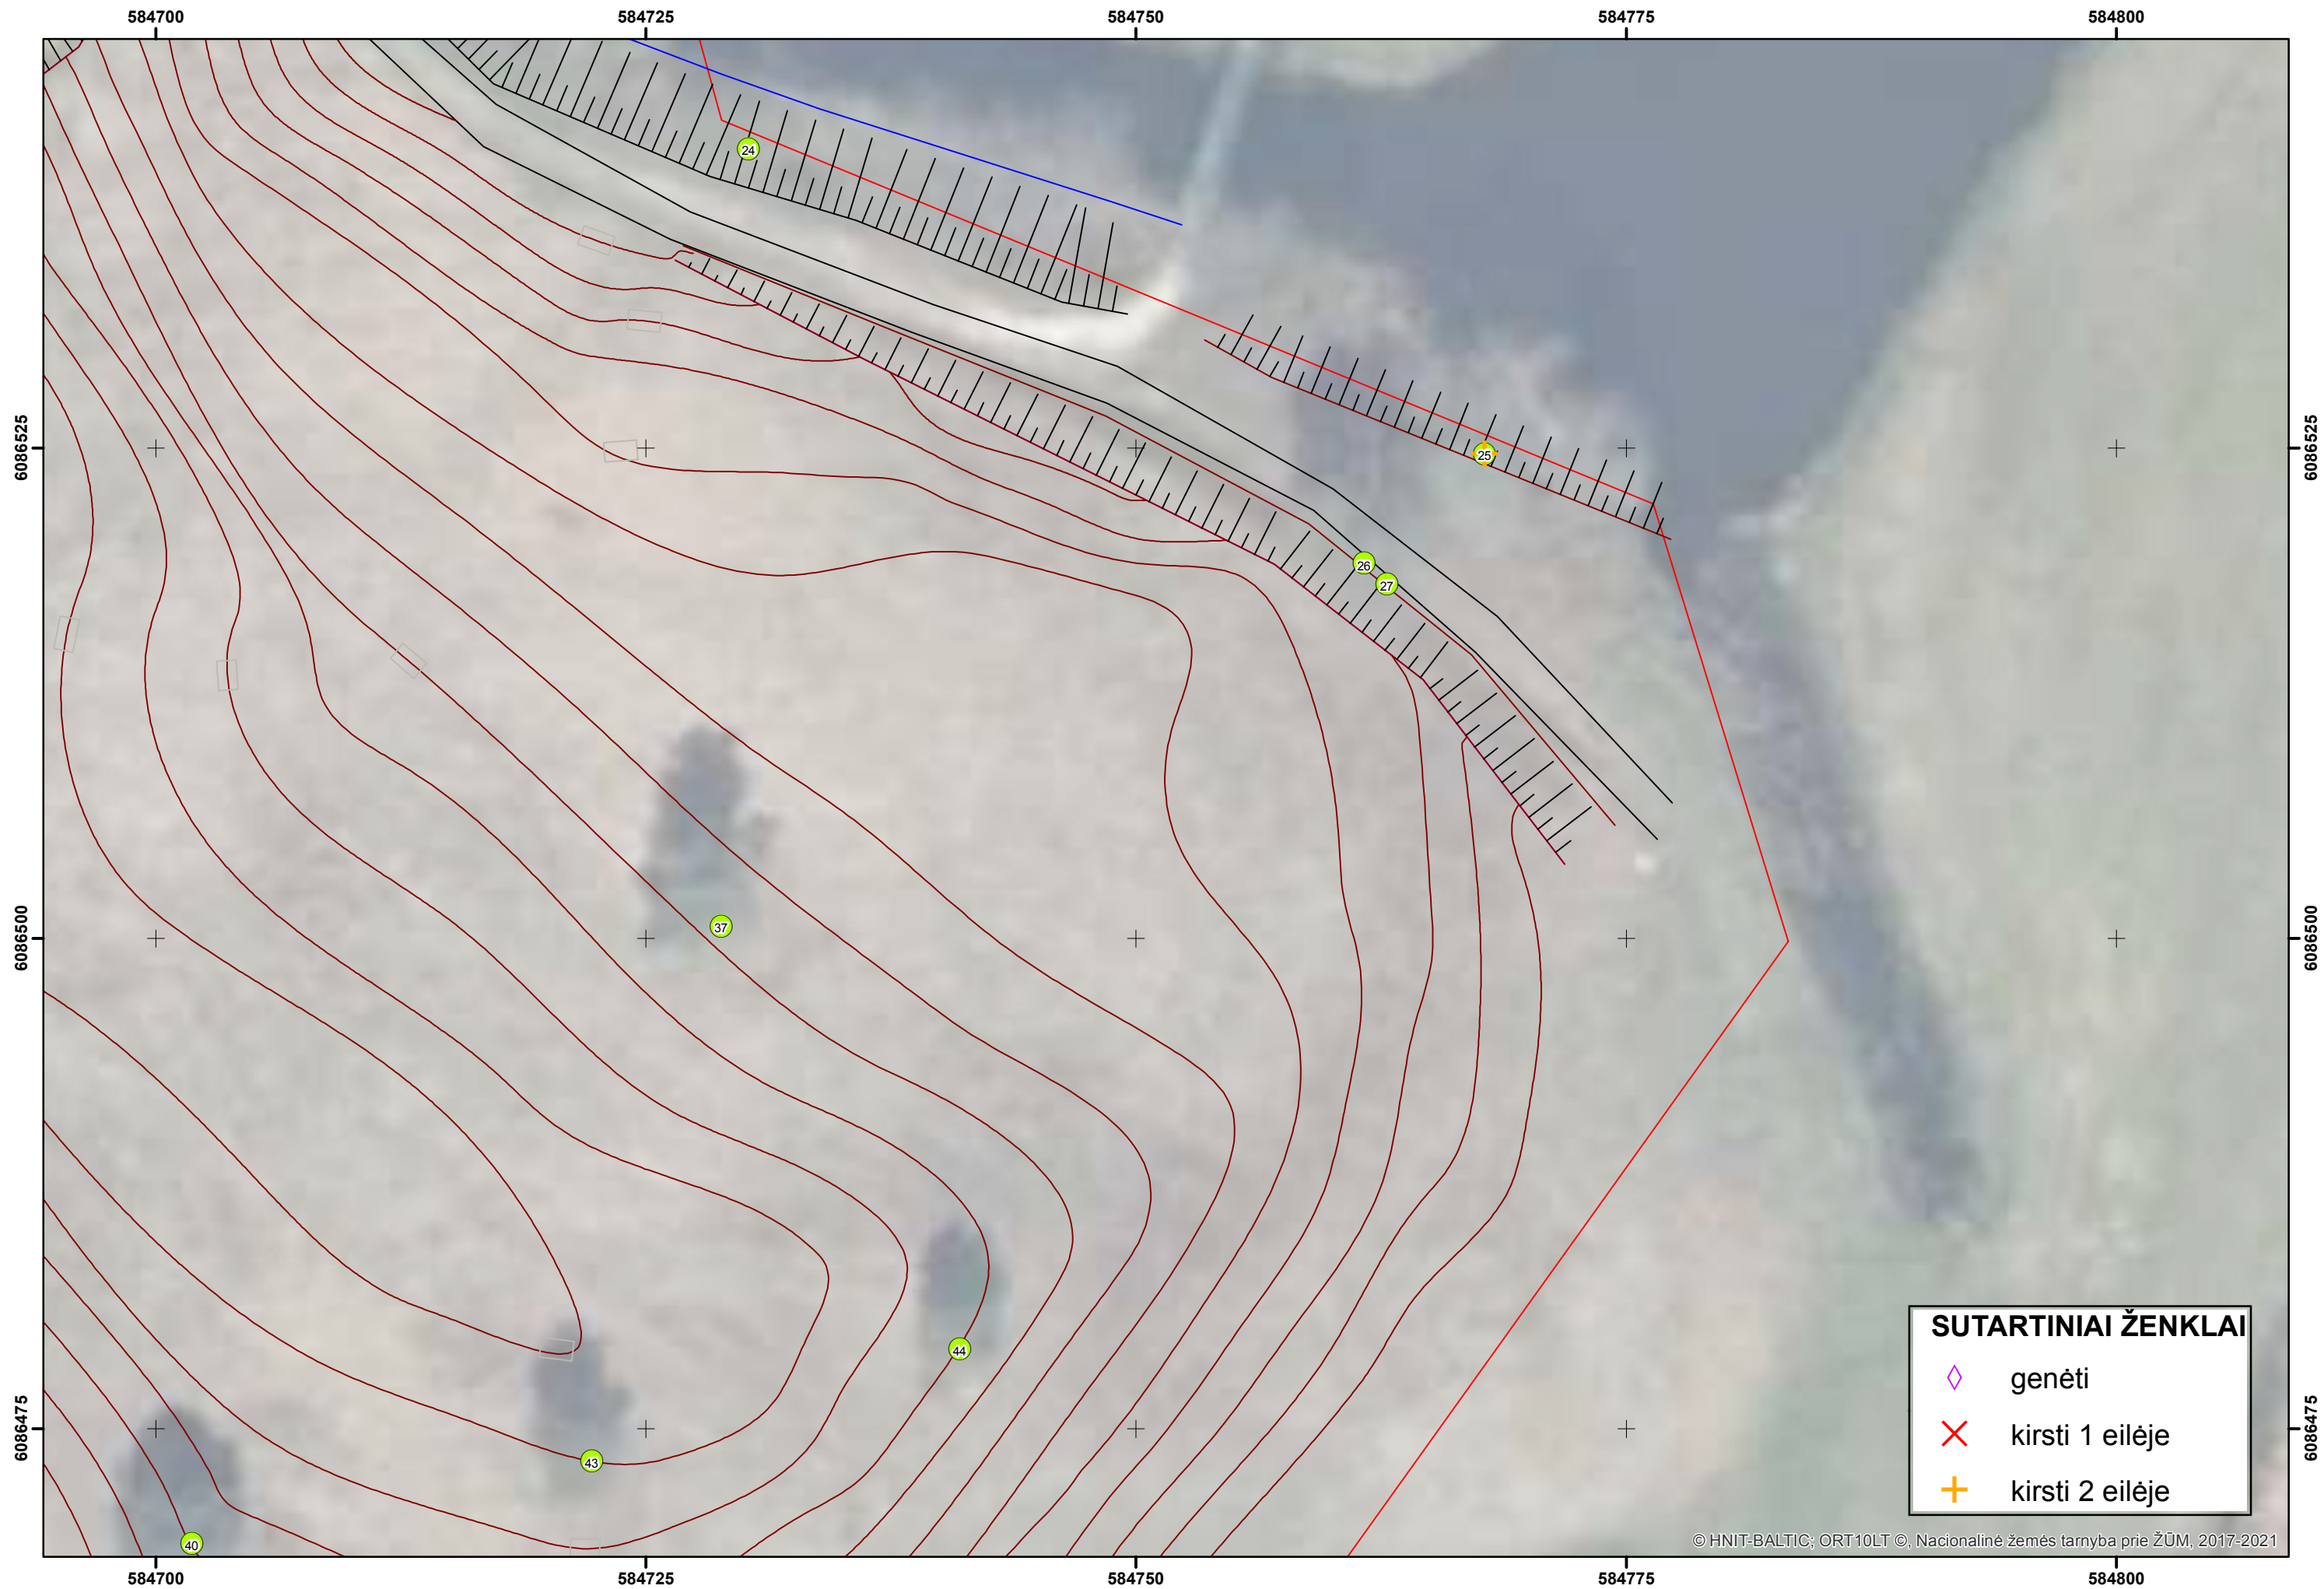 584700 584725 584750 584775 584800
24
6086525 25 6086525
26
27
6086500 37 6086500
SUTARTINIAI ŽENKLAI
44 genėti
6086475 kirsti 1 eilėje 6086475
43
kirsti 2 eilėje
40 © HNIT-BALTIC; ORT10LT ©, Nacionalinė žemės tarnyba prie ŽŪM, 2017-2021
584700 584725 584750 584775 584800